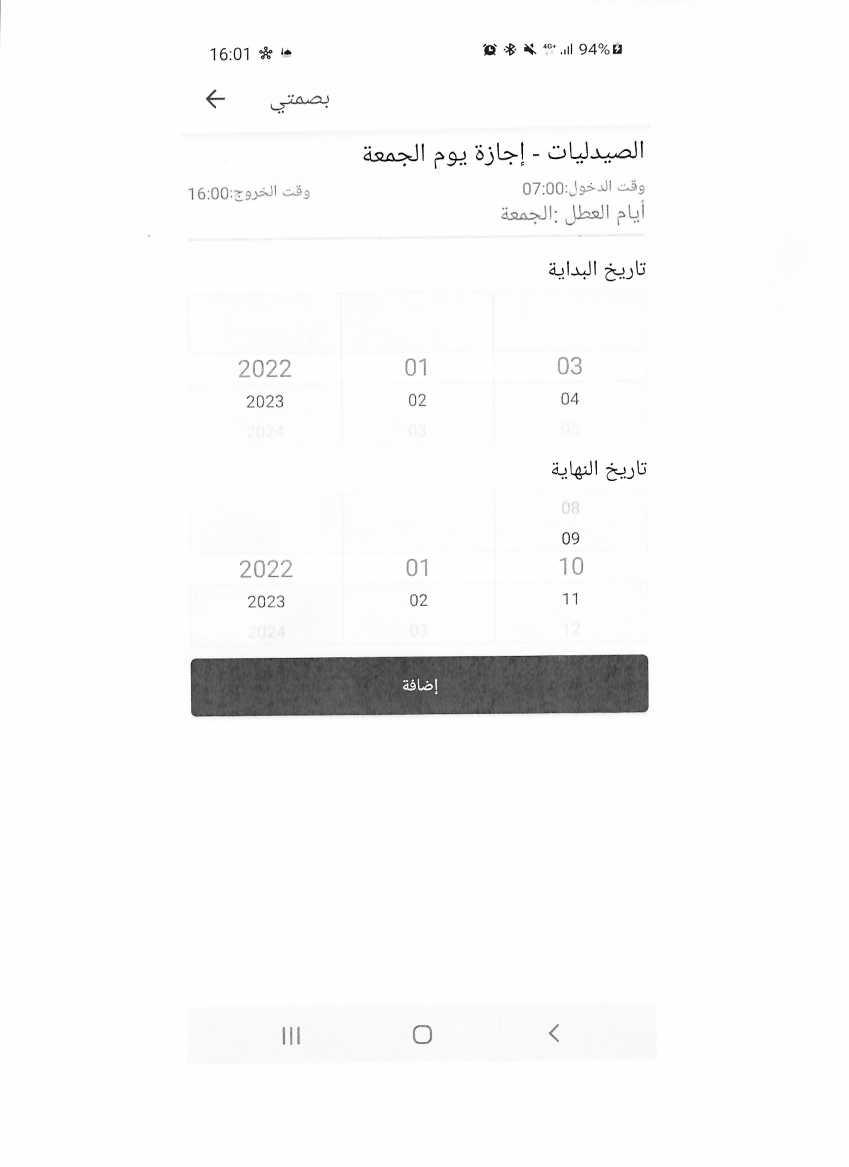 16:01 4G+ 94%
بصمتي
الصيدليات - إجازة يوم الجمعة
وقت الدخول:07:00 وقت الخروج:16:00
أيام العطل :الجمعة
تاريخ البداية
03 01 2022
04 02 2023
05 03 2024
تاريخ النهاية
08
09
10 01 2022
11 02 2023
12 03 2024
إضافة